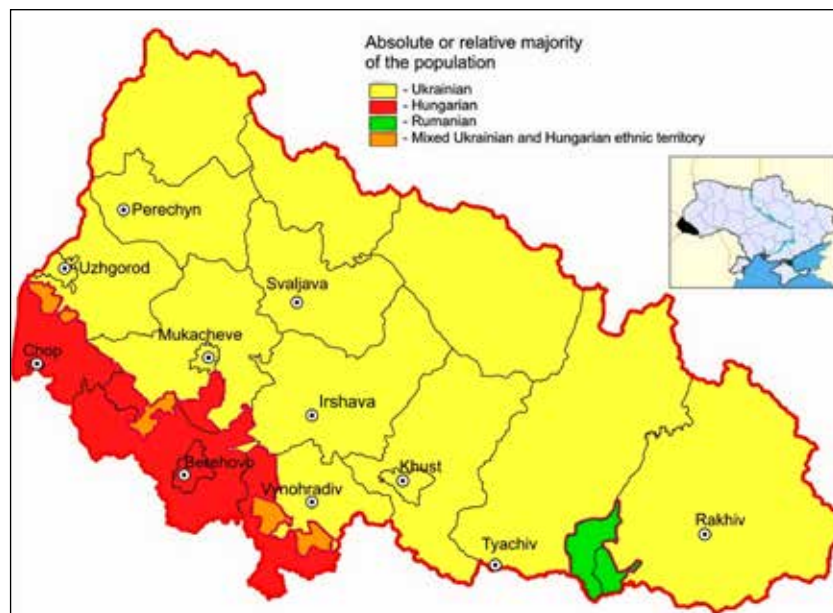 Absolute or relative majority
of the population
- Ukrainian
- Hungarian
- Rumanian
- Mixed Ukrainian and Hungarian ethnic territory
Perechyn
Uzhgorod
Svaljava
Mukacheve
Chop
Irshava
Berehovo
Khust
Vynohradiv
Rakhiv
Tyachiv